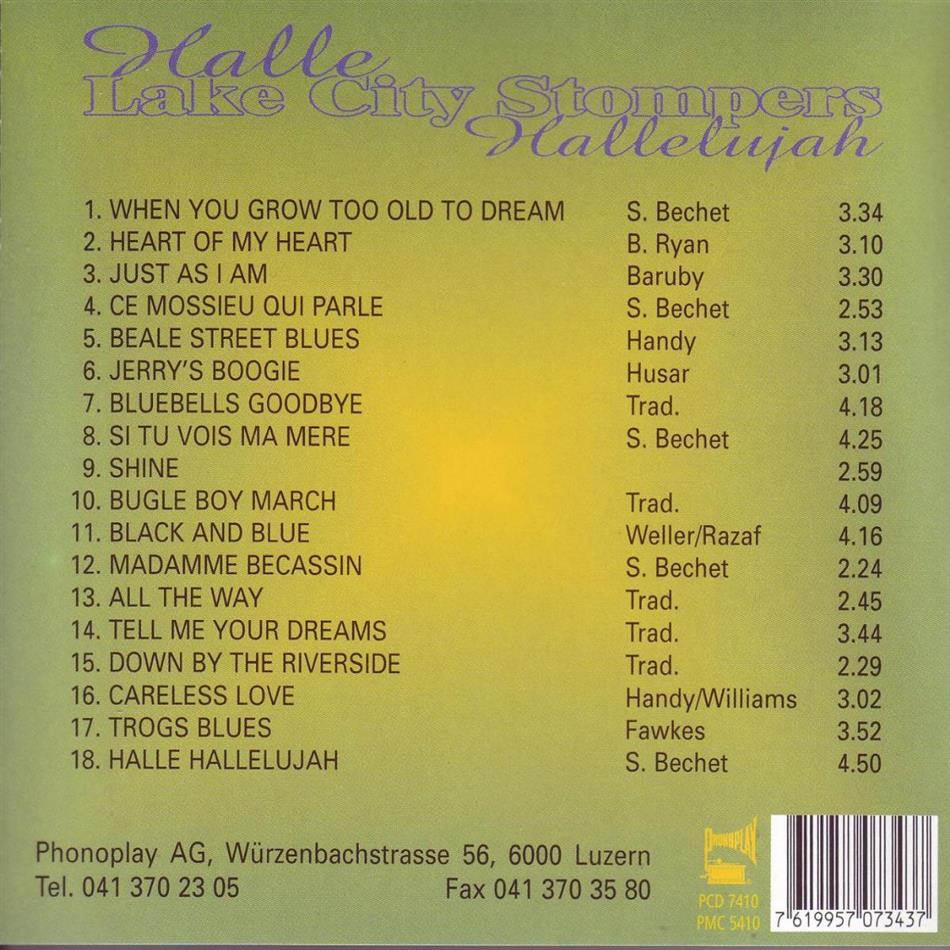 Halle
Lake City Stompers
Hallelujah
1. WHEN YOU GROW TOO OLD TO DREAM S. Bechet 3.34
2. HEART OF MY HEART B. Ryan 3.10
3. JUST AS I AM Baruby 3.30
4. CE MOSSIEU QUI PARLE S. Bechet 2.53
5. BEALE STREET BLUES Handy 3.13
6. JERRY'S BOOGIE Husar 3.01
7. BLUEBELLS GOODBYE Trad. 4.18
8. SI TU VOIS MA MERE S. Bechet 4.25
9. SHINE 2.59
10. BUGLE BOY MARCH Trad. 4.09
11. BLACK AND BLUE Weller/Razaf 4.16
12. MADAMME BECASSIN S. Bechet 2.24
13. ALL THE WAY Trad. 2.45
14. TELL ME YOUR DREAMS Trad. 3.44
15. DOWN BY THE RIVERSIDE Trad. 2.29
16. CARELESS LOVE Handy/Williams 3.02
17. TROGS BLUES Fawkes 3.52
18. HALLE HALLELUJAH S. Bechet 4.50
Phonoplay AG, Würzenbachstrasse 56, 6000 Luzern
Tel. 041 370 23 05 Fax 041 370 35 80
PHONOPLAY
PCD 7410
PMC 5410
7 619957 073437